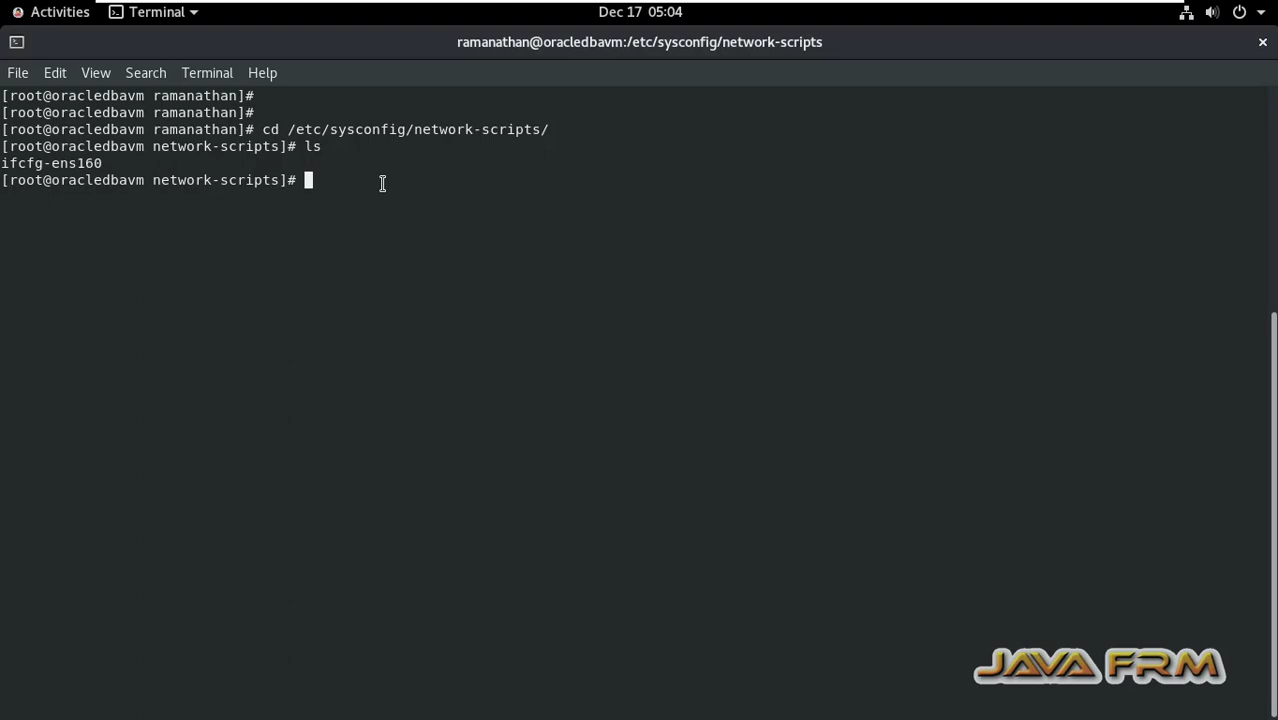 Activities Terminal Dec 17 05:04
ramanathan@oracledbavm:/etc/sysconfig/network-scripts
File Edit View Search Terminal Help
[root@oracledbavm ramanathan]#
[root@oracledbavm ramanathan]#
[root@oracledbavm ramanathan]# cd /etc/sysconfig/network-scripts/
[root@oracledbavm network-scripts]# ls
ifcfg-ens160
[root@oracledbavm network-scripts]#
JAVA FRM